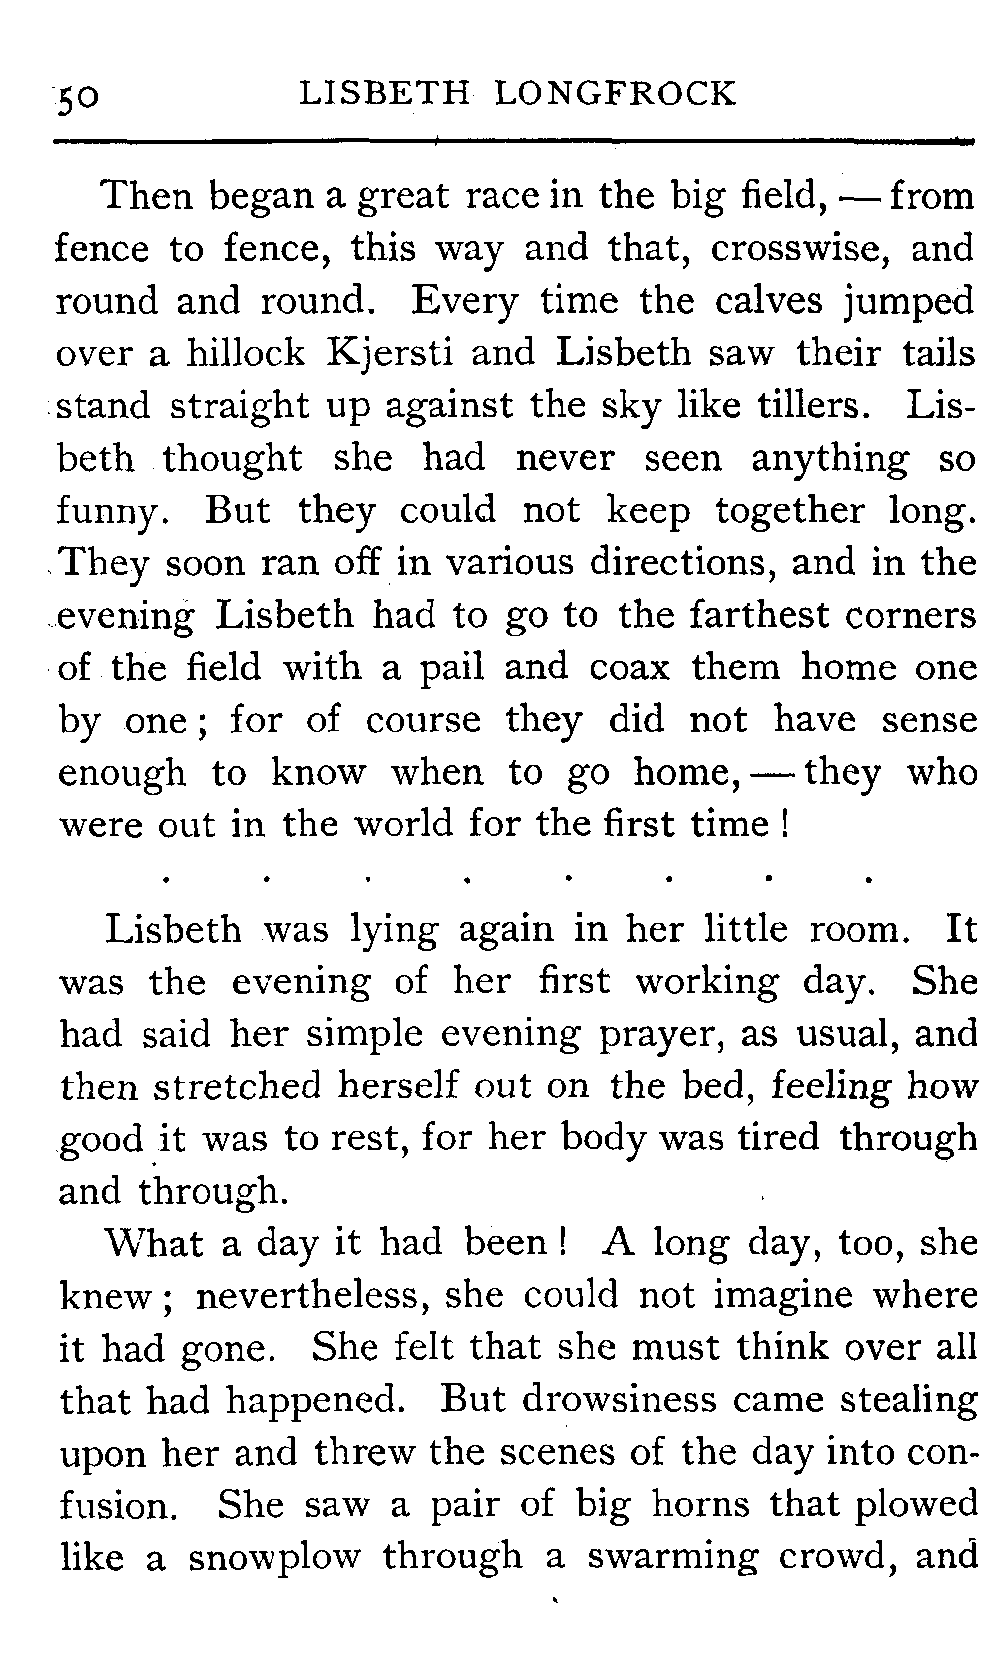 50 LISBETH LONGFROCK
Then began a great race in the big field, — from
fence to fence, this way and that, crosswise, and
round and round. Every time the calves jumped
over a hillock Kjersti and Lisbeth saw their tails
stand straight up against the sky like tillers. Lis-
beth thought she had never seen anything so
funny. But they could not keep together long.
They soon ran off in various directions, and in the
evening Lisbeth had to go to the farthest corners
of the field with a pail and coax them home one
by one; for of course they did not have sense
enough to know when to go home, — they who
were out in the world for the first time!
. . . . . . . .
Lisbeth was lying again in her little room. It
was the evening of her first working day. She
had said her simple evening prayer, as usual, and
then stretched herself out on the bed, feeling how
good it was to rest, for her body was tired through
and through.
What a day it had been! A long day, too, she
knew; nevertheless, she could not imagine where
it had gone. She felt that she must think over all
that had happened. But drowsiness came stealing
upon her and threw the scenes of the day into con-
fusion. She saw a pair of big horns that plowed
like a snowplow through a swarming crowd, and